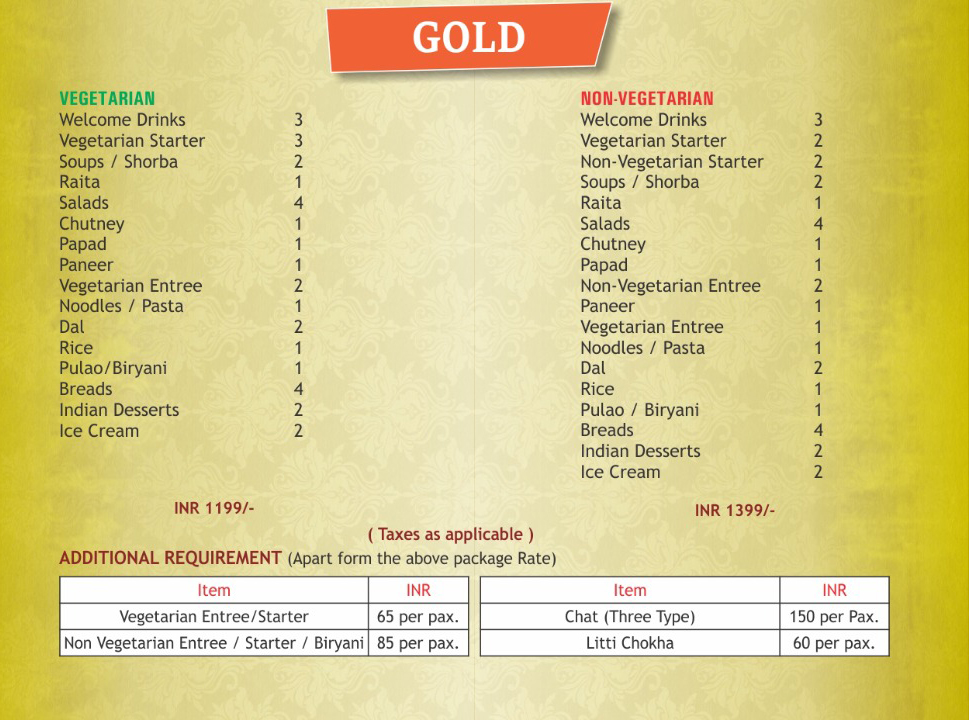 GOLD
VEGETARIAN
Welcome Drinks 3
Vegetarian Starter 3
Soups / Shorba 2
Raita 1
Salads 4
Chutney 1
Papad 1
Paneer 1
Vegetarian Entree 2
Noodles / Pasta 1
Dal 2
Rice 1
Pulao/Biryani 1
Breads 4
Indian Desserts 2
Ice Cream 2
INR 1199/-
NON-VEGETARIAN
Welcome Drinks 3
Vegetarian Starter 2
Non-Vegetarian Starter 2
Soups / Shorba 2
Raita 1
Salads 4
Chutney 1
Papad 1
Non-Vegetarian Entree 2
Paneer 1
Vegetarian Entree 1
Noodles / Pasta 1
Dal 2
Rice 1
Pulao / Biryani 1
Breads 4
Indian Desserts 2
Ice Cream 2
INR 1399/-
( Taxes as applicable )
ADDITIONAL REQUIREMENT (Apart form the above package Rate)
Item INR
Vegetarian Entree/Starter 65 per pax.
Non Vegetarian Entree / Starter / Biryani 85 per pax.
Item INR
Chat (Three Type) 150 per Pax.
Litti Chokha 60 per pax.